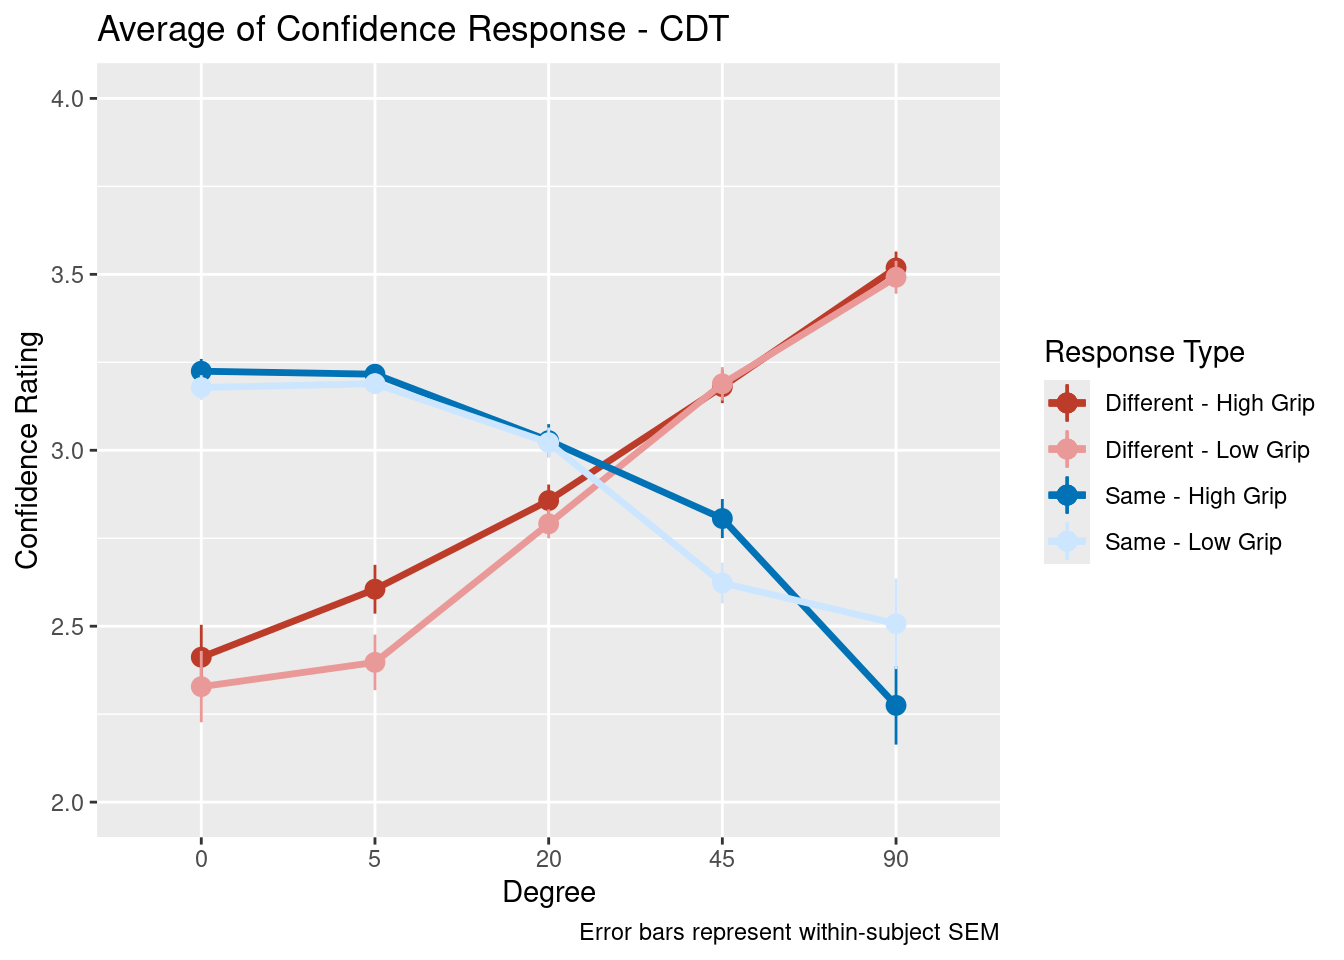 Average of Confidence Response - CDT
4.0
3.5
3.0
2.5
2.0
Confidence Rating
0 5 20 45 90
Degree
Error bars represent within-subject SEM
Response Type
Different - High Grip
Different - Low Grip
Same - High Grip
Same - Low Grip